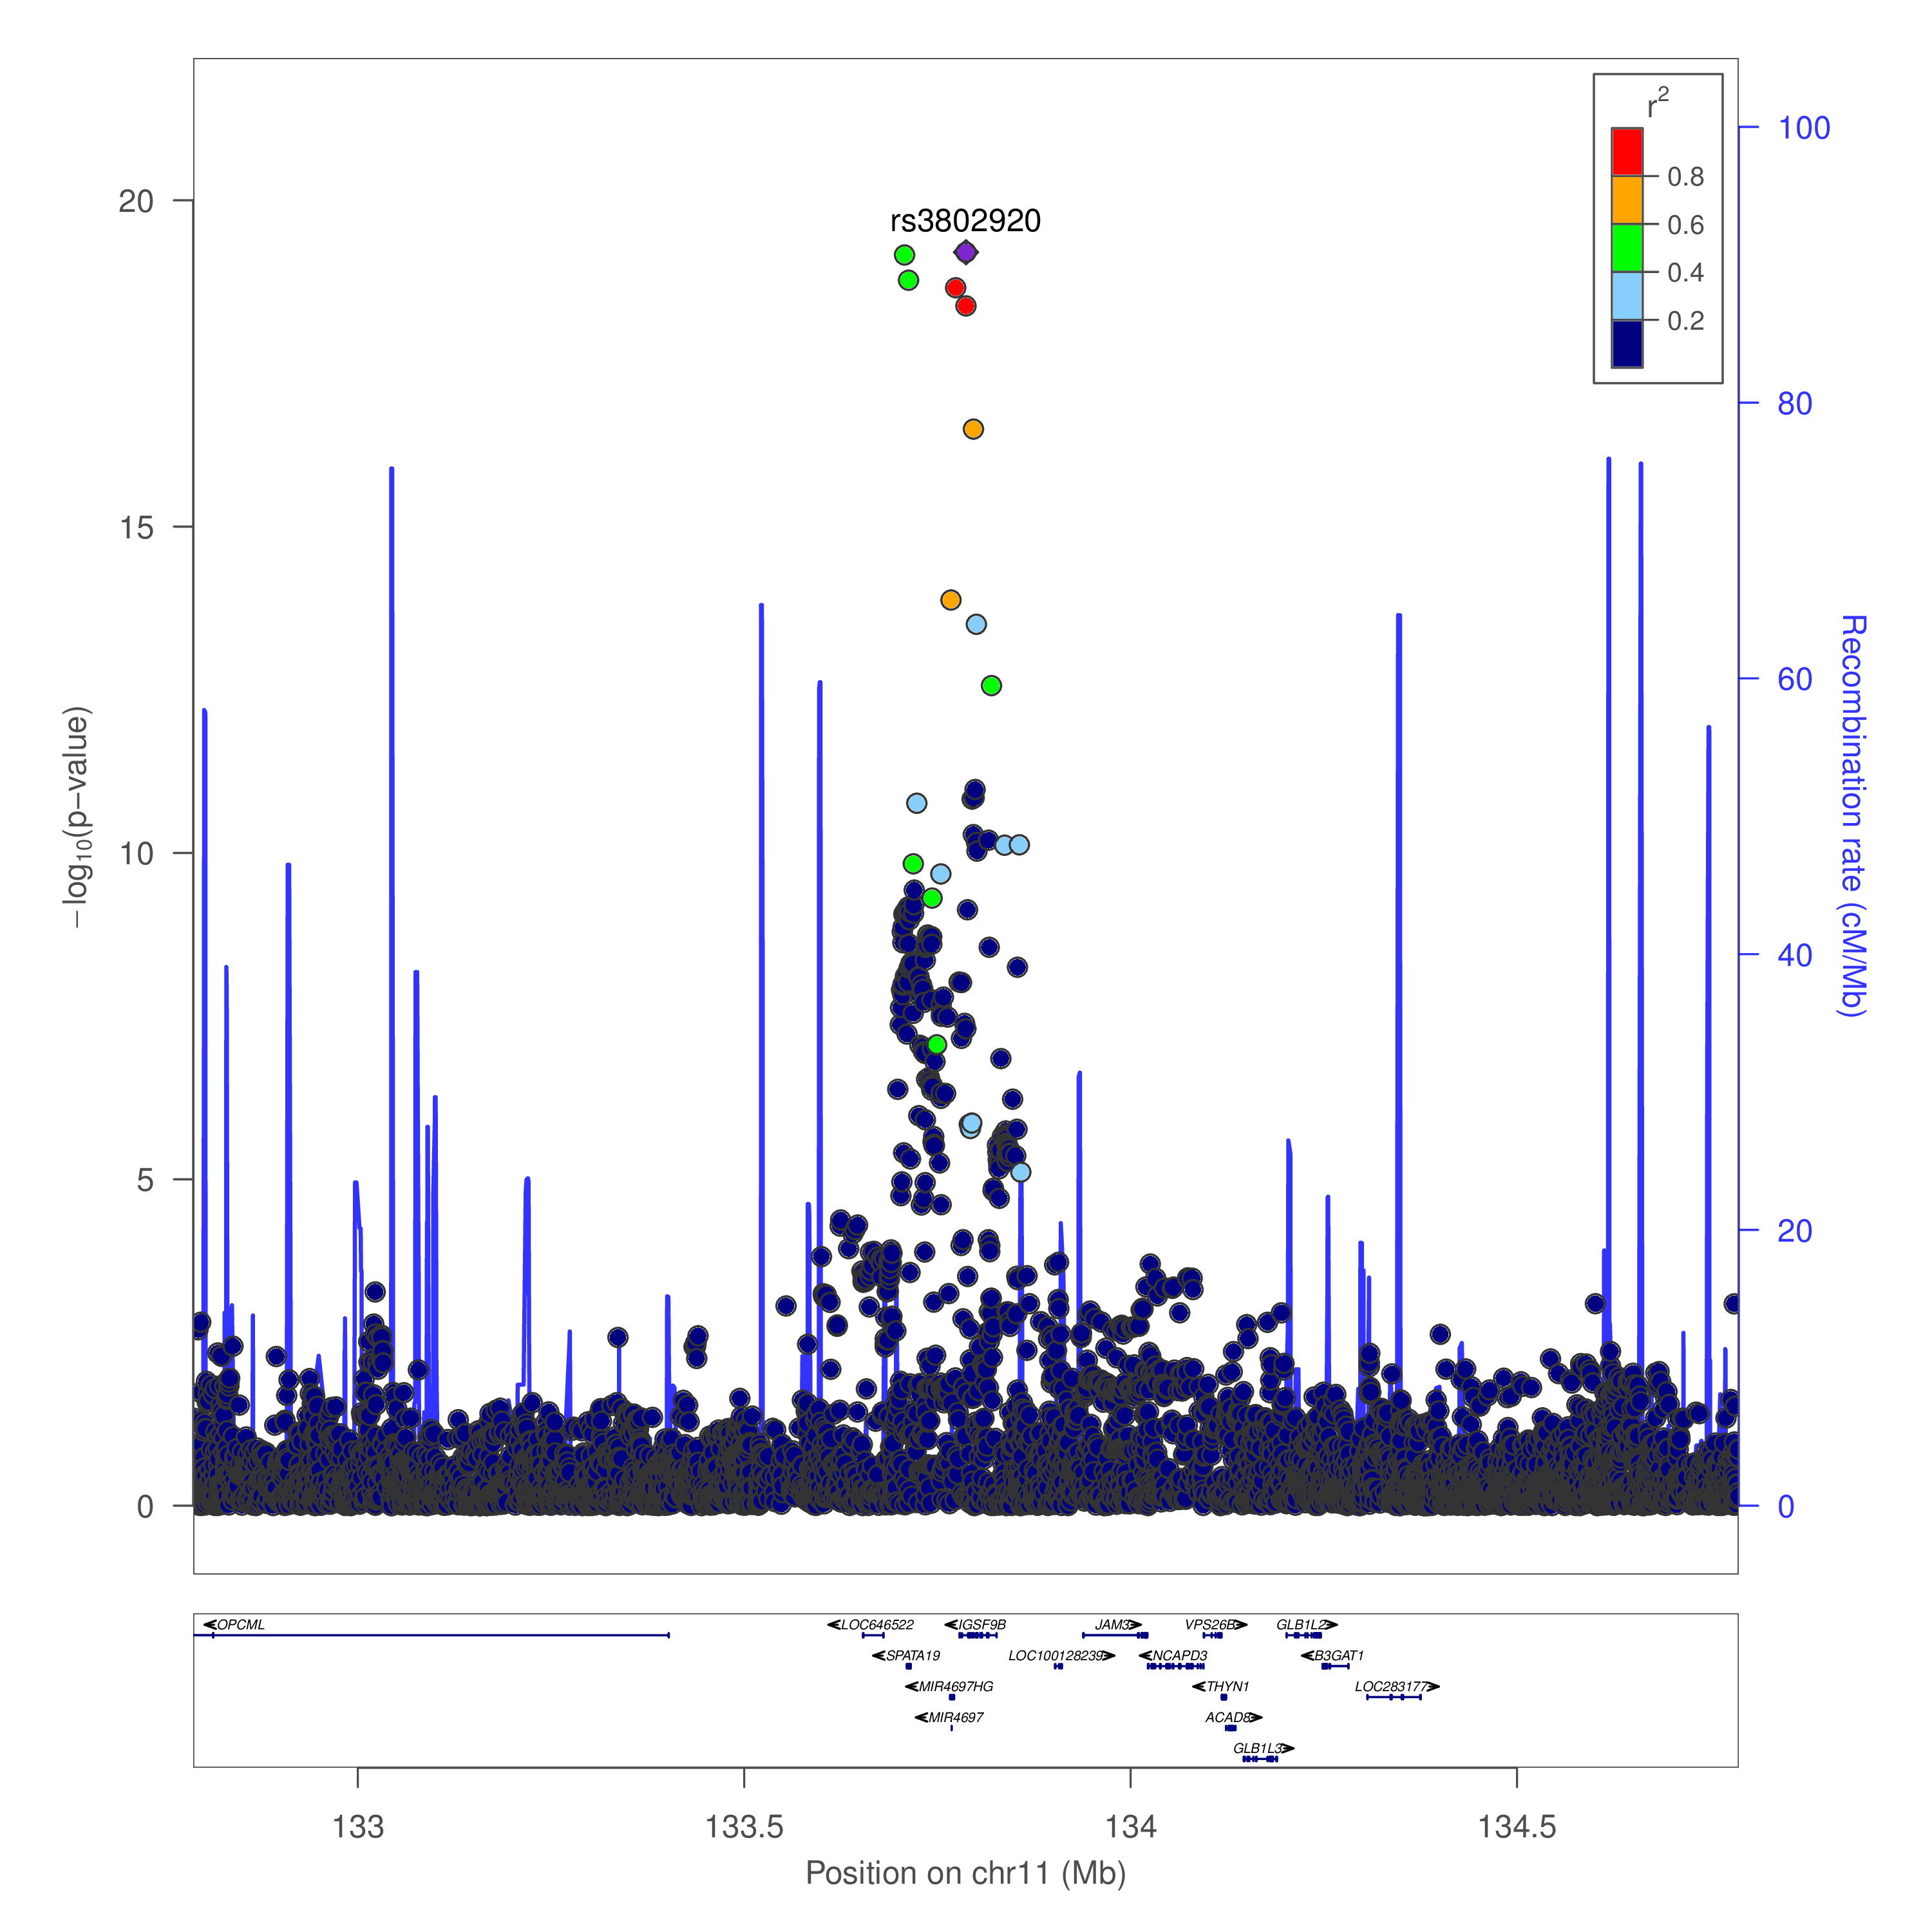 r2
100
0.8
20
rs3802920
0.6
0.4
0.2
80
15
60
−log10(p−value)
Recombination rate (cM/Mb)
10
40
5
20
0
0
OPCML
LOC646522
IGSF9B
JAM3
VPS26B
GLB1L2
SPATA19
LOC100128239
NCAPD3
B3GAT1
MIR4697HG
THYN1
LOC283177
MIR4697
ACAD8
GLB1L3
133
133.5
134
134.5
Position on chr11 (Mb)